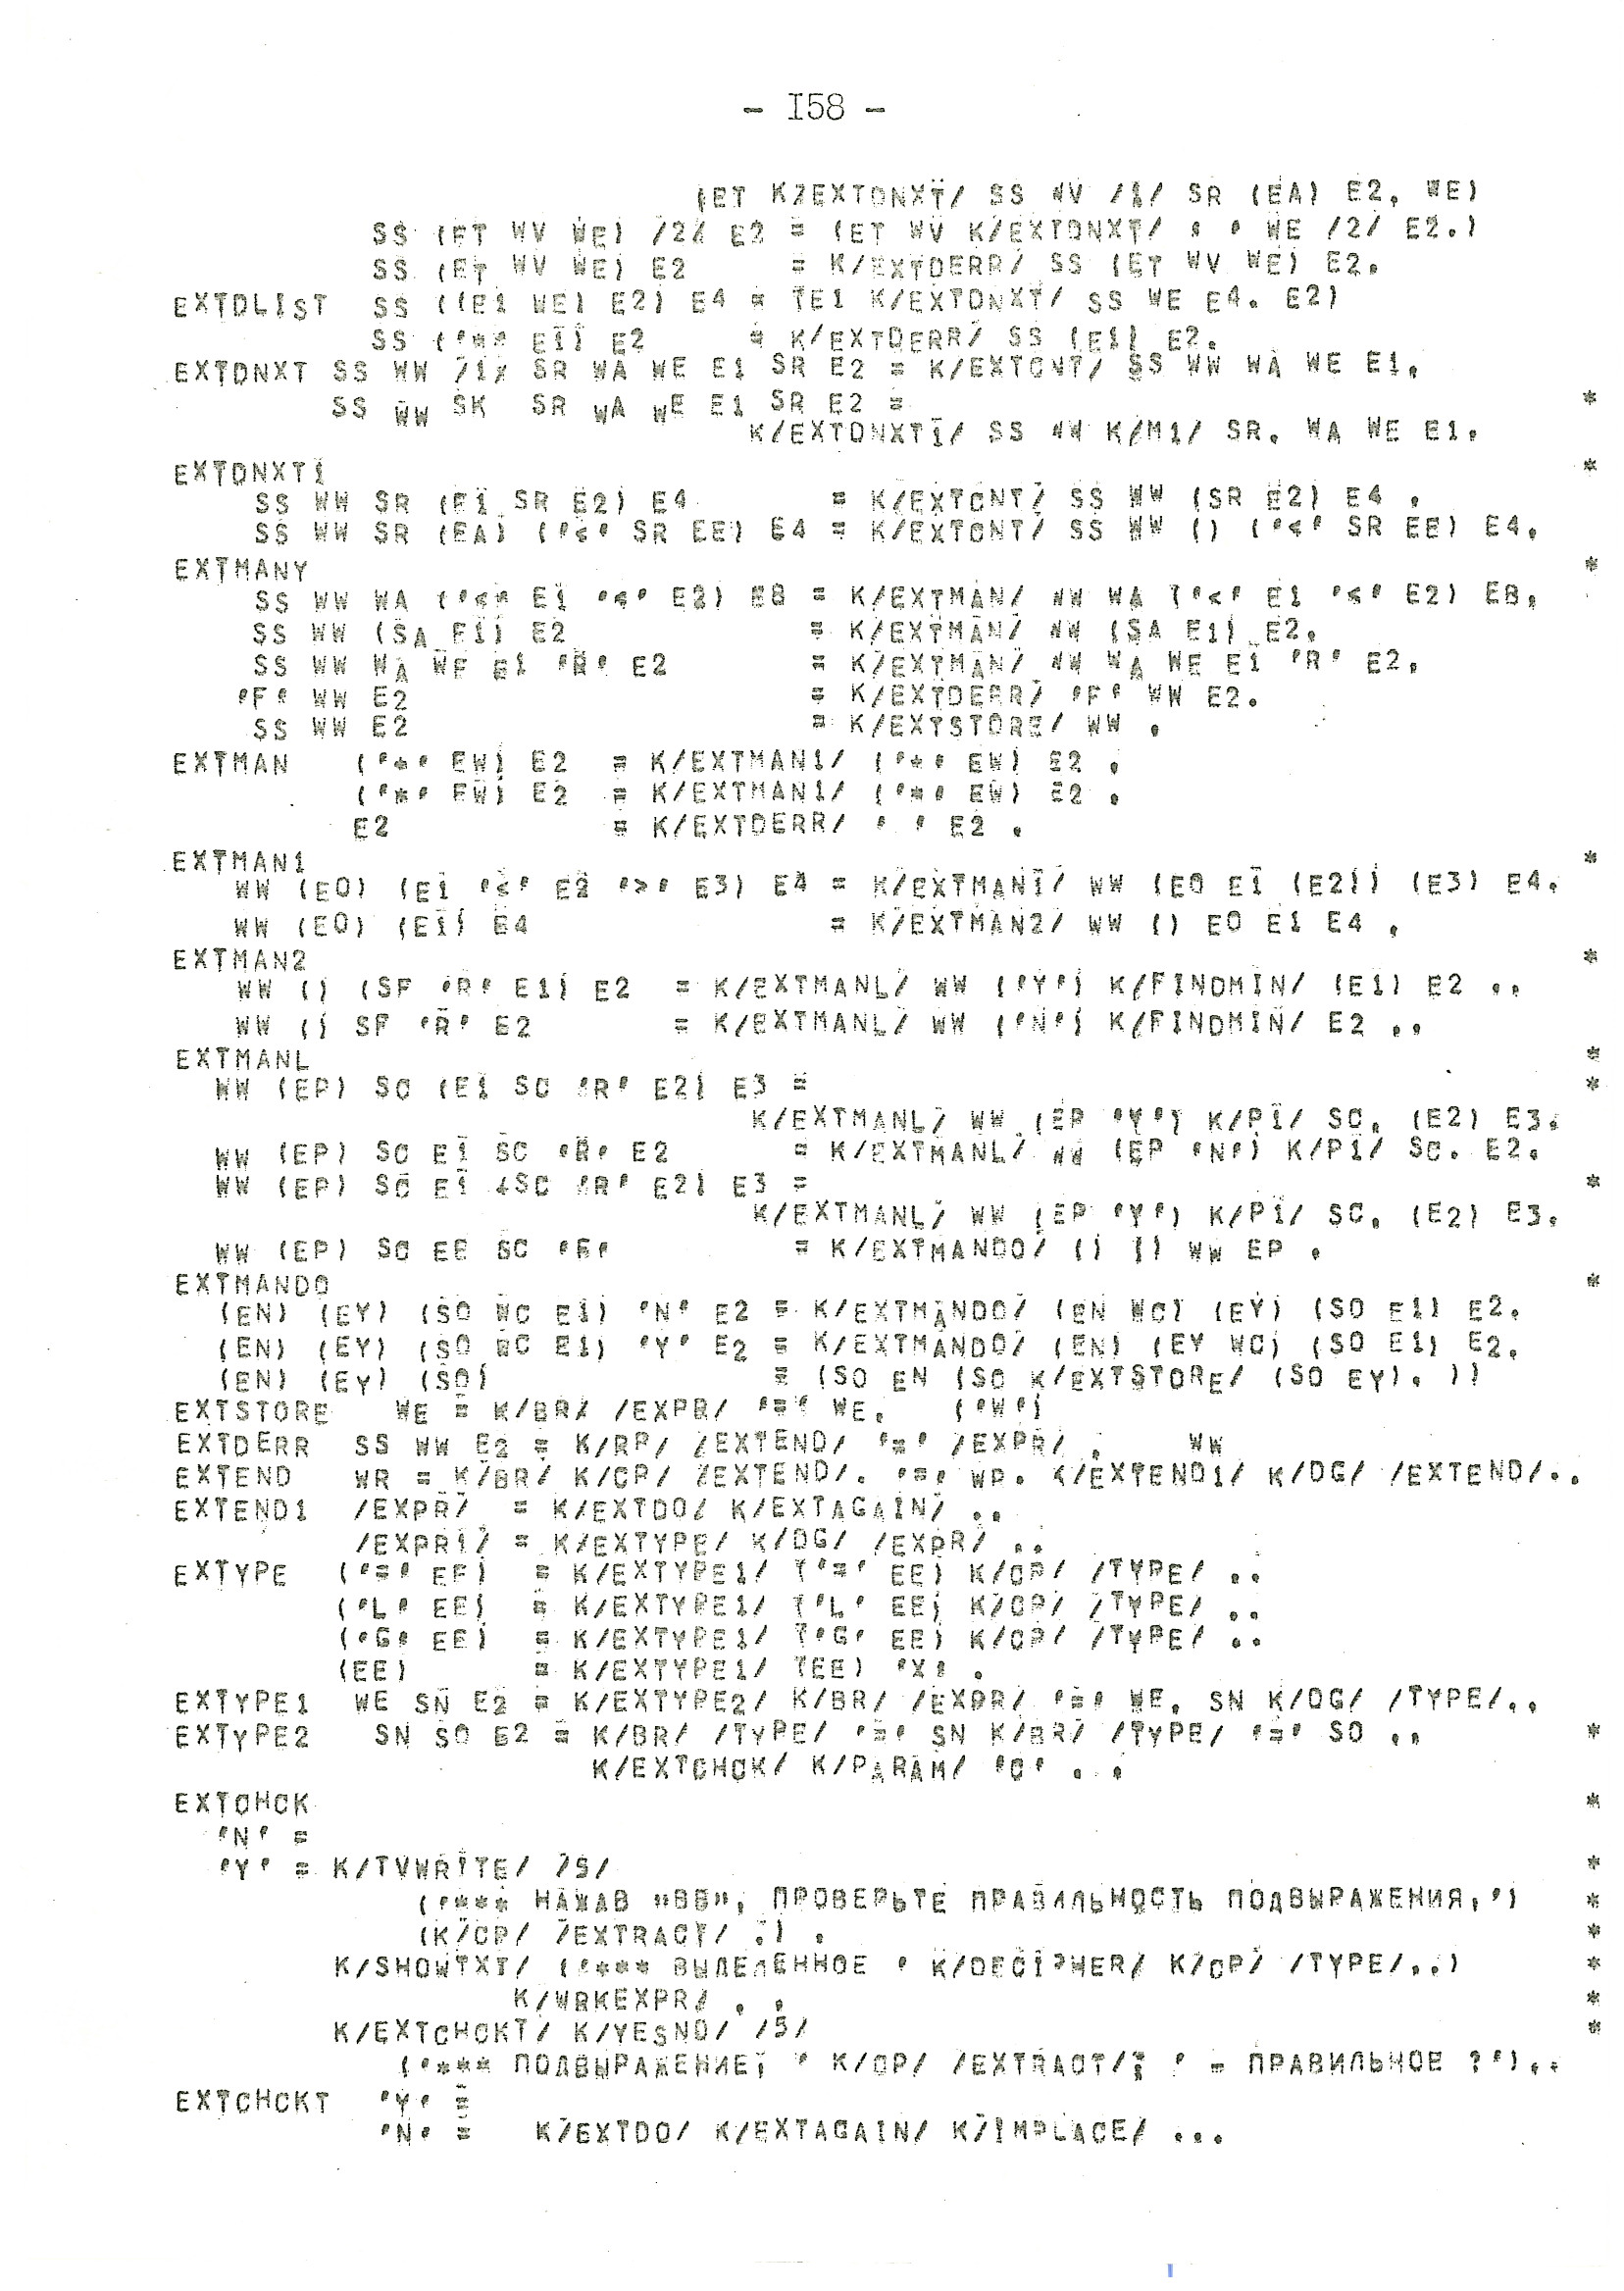 - I58 -
(ET K/EXTDNXT/ SS WV /1/ SR (EA) E2. WE)
SS (ET WV WE) /2/ E2 = (ET WV K/EXTDNXT/ ' ' WE /2/ E2.)
SS (ET WV WE) E2 = K/EXTDERR/ SS (ET WV WE) E2.
EXTDLIST SS ((E1 WE) E2) E4 = (E1 K/EXTDNXT/ SS WE E4. E2)
SS ('*' E1) E2 = K/EXTDERR/ SS (E1) E2.
EXTDNXT SS WW /1/ SR WA WE E1 SR E2 = K/EXTCNT/ SS WW WA WE E1.
SS WW SK SR WA WE E1 SR E2 = *
K/EXTDNXT1/ SS WW K/M1/ SR. WA WE E1.
EXTDNXT1 *
SS WW SR (E1 SR E2) E4 = K/EXTCNT/ SS WW (SR E2) E4 .
SS WW SR (EA) ('<' SR EE) E4 = K/EXTCNT/ SS WW () ('<' SR EE) E4.
EXTMANY *
SS WW WA ('<' E1 '<' E2) E8 = K/EXTMAN/ WW WA ('<' E1 '<' E2) E8.
SS WW (SA E1) E2 = K/EXTMAN/ WW (SA E1) E2.
SS WW WA WE E1 'R' E2 = K/EXTMAN/ WW WA WE E1 'R' E2.
'F' WW E2 = K/EXTDERR/ 'F' WW E2.
SS WW E2 = K/EXTSTORE/ WW .
EXTMAN ('*' EW) E2 = K/EXTMAN1/ ('*' EW) E2 .
('*' EW) E2 = K/EXTMAN1/ ('*' EW) E2 .
E2 = K/EXTDERR/ ' ' E2 .
EXTMAN1 *
WW (EO) (E1 '<' E2 '>' E3) E4 = K/EXTMAN1/ WW (EO E1 (E2)) (E3) E4.
WW (EO) (E1) E4 = K/EXTMAN2/ WW () EO E1 E4 .
EXTMAN2 *
WW () (SF 'R' E1) E2 = K/EXTMANL/ WW ('Y') K/FINDMIN/ (E1) E2 ..
WW () SF 'R' E2 = K/EXTMANL/ WW ('N') K/FINDMIN/ E2 ..
EXTMANL *
WW (EP) SC (E1 SC 'R' E2) E3 = *
K/EXTMANL/ WW (EP 'Y') K/P1/ SC. (E2) E3.
WW (EP) SC E1 SC 'R' E2 = K/EXTMANL/ WW (EP 'N') K/P1/ SC. E2.
WW (EP) SC E1 (SC 'R' E2) E3 = *
K/EXTMANL/ WW (EP 'Y') K/P1/ SC. (E2) E3.
WW (EP) SC EE SC 'E' = K/EXTMANDO/ () () WW EP .
EXTMANDO *
(EN) (EY) (SO WC E1) 'N' E2 = K/EXTMANDO/ (EN WC) (EY) (SO E1) E2.
(EN) (EY) (SO WC E1) 'Y' E2 = K/EXTMANDO/ (EN) (EY WC) (SO E1) E2.
(EN) (EY) (SO) = (SO EN (SO K/EXTSTORE/ (SO EY). ))
EXTSTORE WE = K/BR/ /EXPR/ '=' WE. ('W')
EXTDERR SS WW E2 = K/RP/ /EXTEND/ '=' /EXPR/ . WW
EXTEND WR = K/BR/ K/CP/ /EXTEND/. '=' WR. K/EXTEND1/ K/DG/ /EXTEND/..
EXTEND1 /EXPR/ = K/EXTDO/ K/EXTAGAIN/ ..
/EXPR1/ = K/EXTYPE/ K/DG/ /EXPR/ ..
EXTYPE ('=' EE) = K/EXTYPE1/ ('=' EE) K/CP/ /TYPE/ ..
('L' EE) = K/EXTYPE1/ ('L' EE) K/CP/ /TYPE/ ..
('G' EE) = K/EXTYPE1/ ('G' EE) K/CP/ /TYPE/ ..
(EE) = K/EXTYPE1/ (EE) 'X' .
EXTYPE1 WE SN E2 = K/EXTYPE2/ K/BR/ /EXPR/ '=' WE. SN K/DG/ /TYPE/..
EXTYPE2 SN SO E2 = K/BR/ /TYPE/ '=' SN K/BR/ /TYPE/ '=' SO .. *
K/EXTCHCK/ K/PARAM/ 'C' . .
EXTCHCK *
'N' =
'Y' = K/TVWRITE/ /5/ *
('*** НАЖАВ "ВВ", ПРОВЕРЬТЕ ПРАВИЛЬНОСТЬ ПОДВЫРАЖЕНИЯ,') *
(K/CP/ /EXTRACT/ .) . *
K/SHOWTXT/ ('*** ВЫДЕЛЕННОЕ ' K/DECIPHER/ K/CP/ /TYPE/..) *
K/WRKEXPR/ . . *
K/EXTCHCKT/ K/YESNO/ /5/ *
('*** ПОДВЫРАЖЕНИЕ; ' K/CP/ /EXTRACT/; ' - ПРАВИЛЬНОЕ ?')..
EXTCHCKT 'Y' =
'N' = K/EXTDO/ K/EXTAGAIN/ K/IMPLACE/ ...